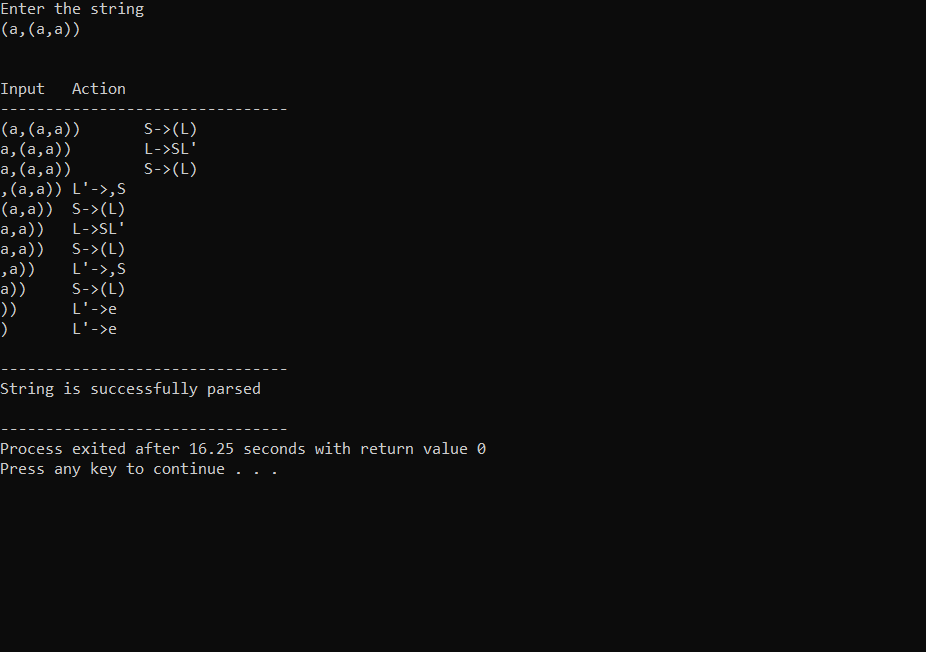 Enter the string
(a,(a,a))
Input   Action
--------------------------------
(a,(a,a))       S->(L)
a,(a,a))        L->SL'
a,(a,a))        S->(L)
,(a,a)) L'->,S
(a,a))  S->(L)
a,a))   L->SL'
a,a))   S->(L)
,a))    L'->,S
a))     S->(L)
))      L'->e
)       L'->e
--------------------------------
String is successfully parsed
--------------------------------
Process exited after 16.25 seconds with return value 0
Press any key to continue . . .